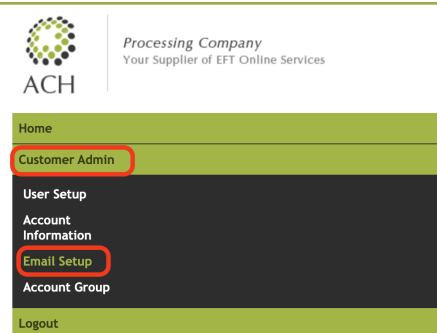 Processing Company
Your Supplier of EFT Online Services
ACH
Home
Customer Admin
User Setup
Account
Information
Email Setup
Account Group
Logout